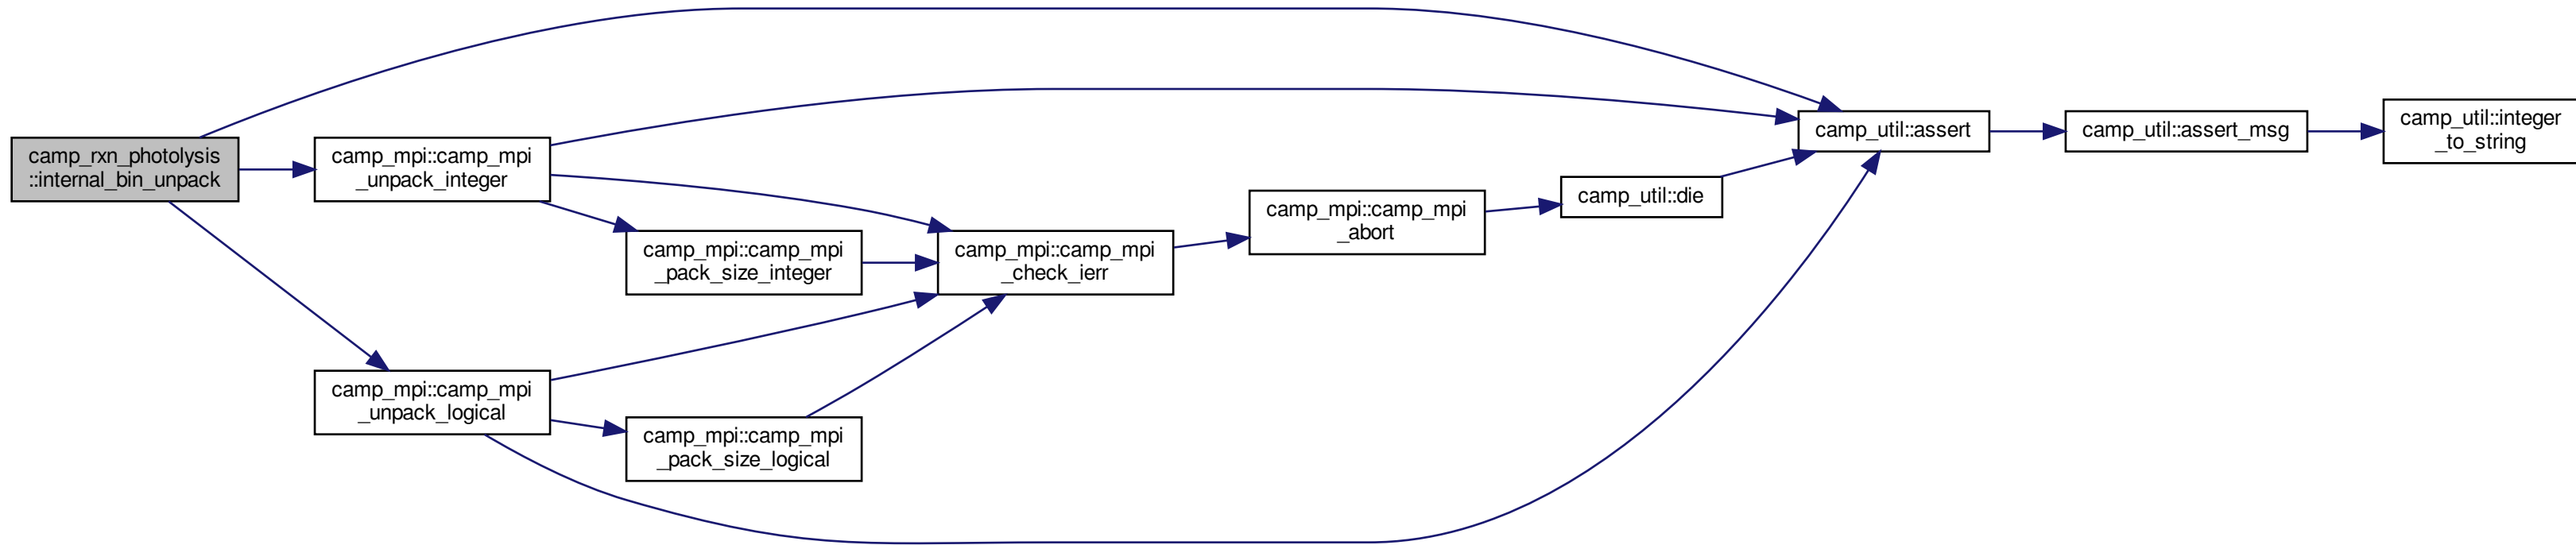 camp_rxn_photolysis
::internal_bin_unpack
camp_mpi::camp_mpi
_unpack_integer
camp_mpi::camp_mpi
_unpack_logical
camp_mpi::camp_mpi
_pack_size_integer
camp_mpi::camp_mpi
_pack_size_logical
camp_mpi::camp_mpi
_check_ierr
camp_mpi::camp_mpi
_abort
camp_util::die
camp_util::assert
camp_util::assert_msg
camp_util::integer
_to_string